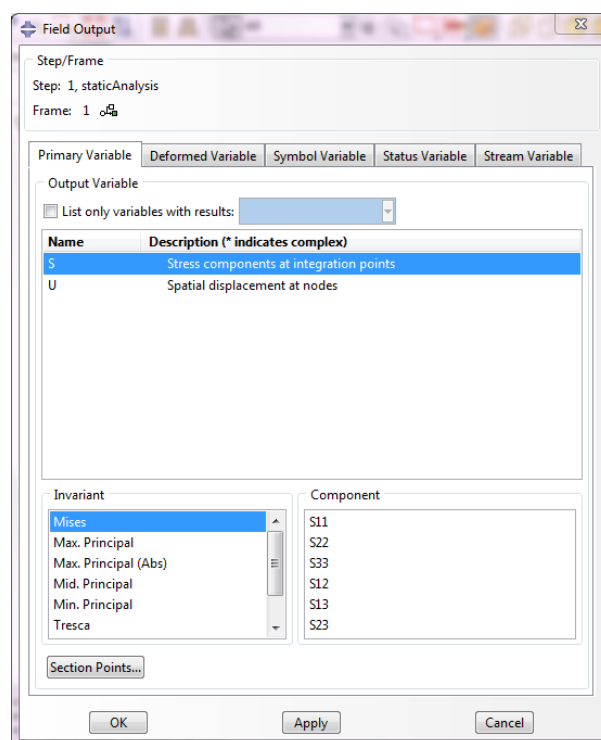 Field Output
Step/Frame
Step: 1, staticAnalysis
Frame: 1
Primary Variable Deformed Variable Symbol Variable Status Variable Stream Variable
Output Variable
List only variables with results:
Name Description (* indicates complex)
S Stress components at integration points
U Spatial displacement at nodes
Invariant
Mises
Max. Principal
Max. Principal (Abs)
Mid. Principal
Min. Principal
Tresca
Component
S11
S22
S33
S12
S13
S23
Section Points...
OK Apply Cancel